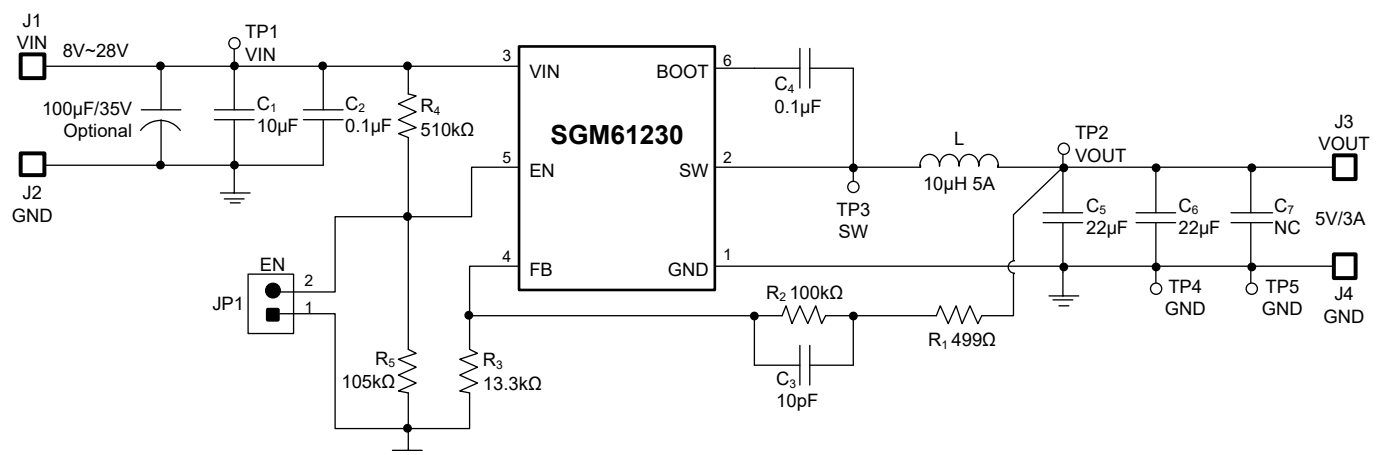 J1
VIN
8V~28V
TP1
VIN
100µF/35V
Optional
C1
10µF
C2
0.1µF
R4
510kΩ
J2
GND
3
VIN
5
EN
4
FB
SGM61230
BOOT
6
SW
2
GND
1
C4
0.1µF
TP3
SW
L
10µH 5A
TP2
VOUT
C5
22µF
C6
22µF
C7
NC
J3
VOUT
5V/3A
J4
GND
TP4
GND
TP5
GND
EN
JP1
2
1
R5
105kΩ
R3
13.3kΩ
R2 100kΩ
C3
10pF
R1 499Ω